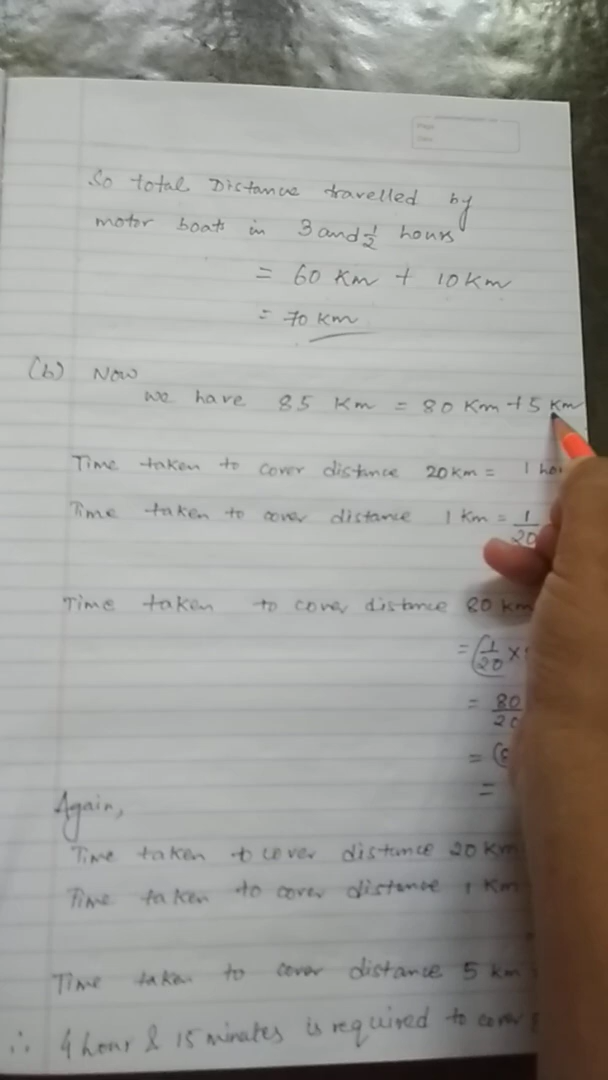 So total Distance travelled by
motor boats in 3 and 1/2 hours
= 60 Km + 10 Km
= 70 Km
(b) Now
we have 85 Km = 80 Km + 5 Km
Time taken to cover distance 20 Km = 1
Time taken to cover distance 1 Km = 1/20
Time taken to cover distance 80 Km
= (1/20 ×
= 80/20
= (
=
Again,
Time taken to cover distance 20 Km
Time taken to cover distance 1 Km
Time taken to cover distance 5 km
∴ 4 hour & 15 minutes is required to cover